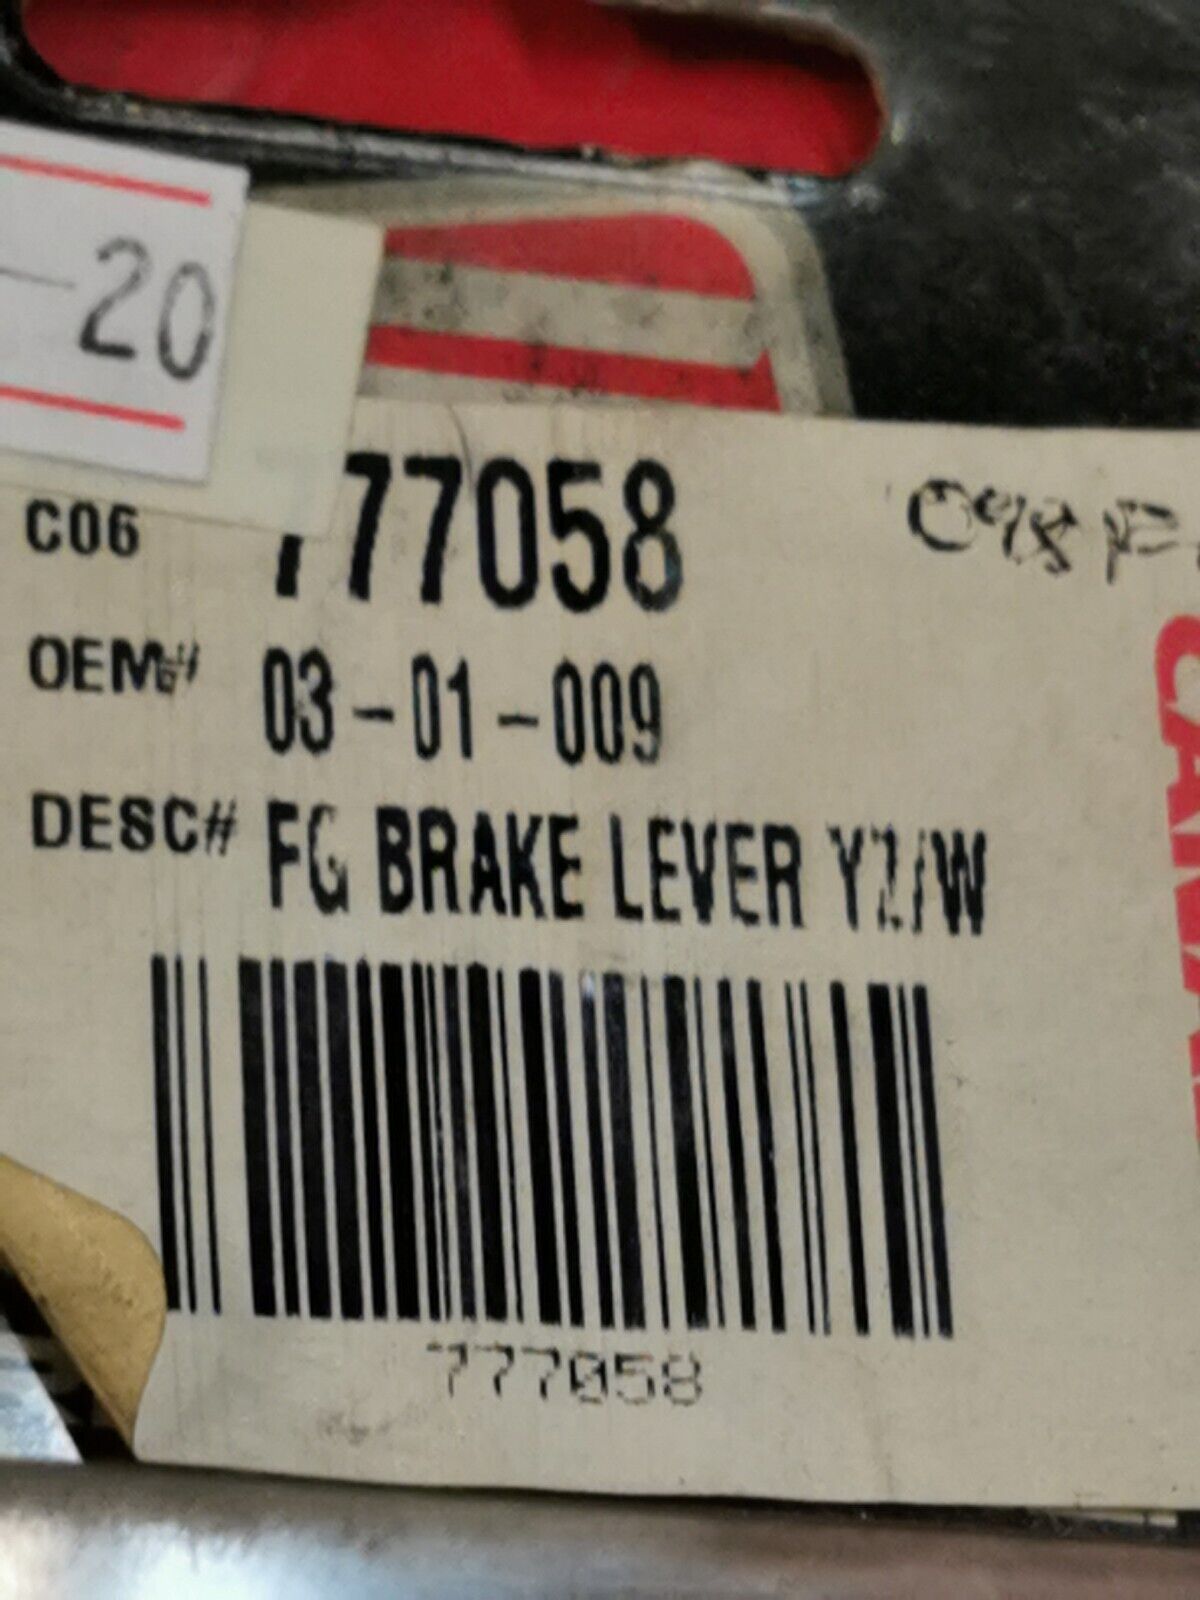 -20
C06 777058
OEM# 03-01-009
DESC# FG BRAKE LEVER YZ/W
777058